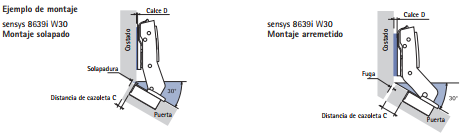 Ejemplo de montaje
sensys 8639i W30
Montaje solapado
Calce D
Costado
Solapadura
30°
Distancia de cazoleta C
Puerta
sensys 8639i W30
Montaje arremetido
Calce D
Costado
Fuga
30°
Distancia de cazoleta C
Puerta